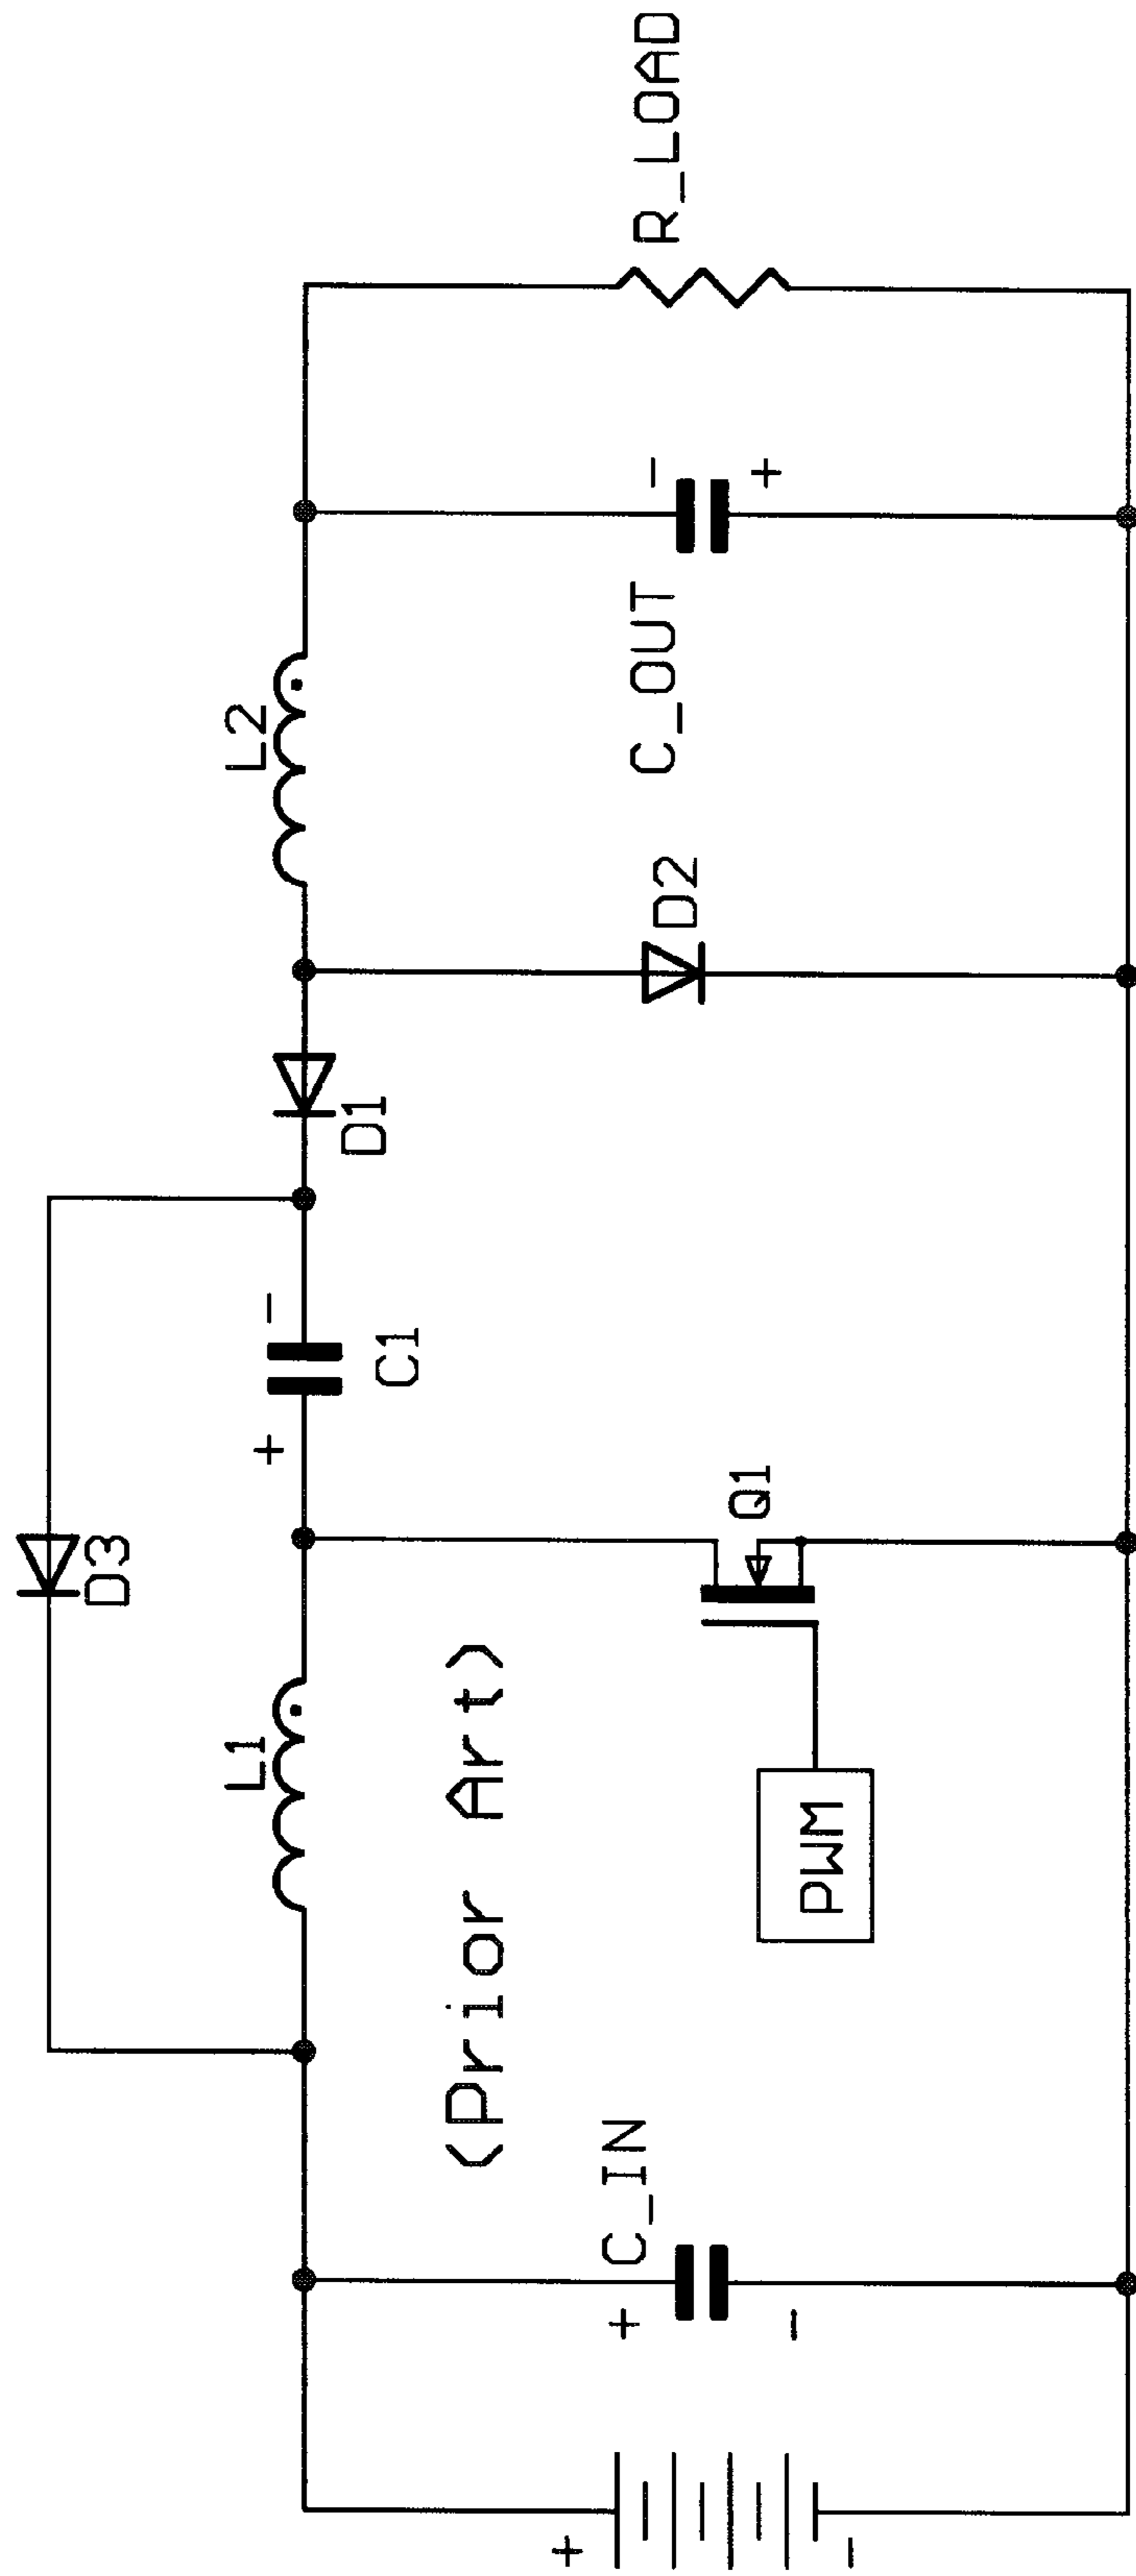 D3
L1
L2
+
-
C1
D1
(Prior Art)
+
C_IN
-
+
-
PWM
Q1
D2
C_OUT
-
+
R_LOAD